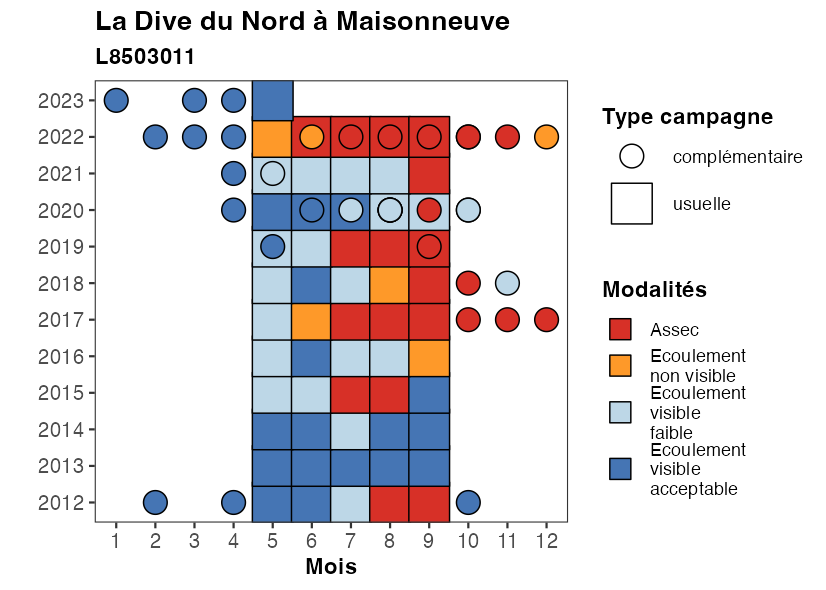 La Dive du Nord à Maisonneuve
L8503011
2023
2022
2021
2020
2019
2018
2017
2016
2015
2014
2013
2012
1 2 3 4 5 6 7 8 9 10 11 12
Mois
Type campagne
complémentaire
usuelle
Modalités
Assec
Ecoulement
non visible
Ecoulement
visible
faible
Ecoulement
visible
acceptable